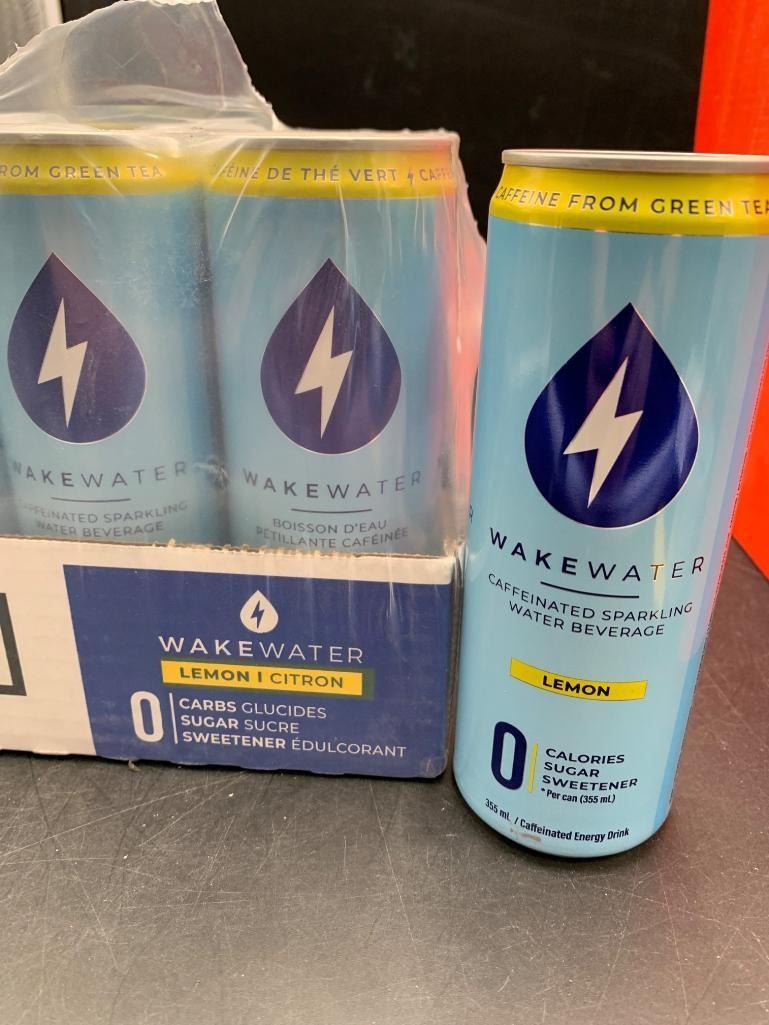 FROM GREEN TEA
WAKEWATER
CAFFEINATED SPARKLING
WATER BEVERAGE
CAFÉINE DE THÉ VERT
WAKEWATER
BOISSON D'EAU
PÉTILLANTE CAFÉINÉE
WAKEWATER
LEMON | CITRON
0
CARBS GLUCIDES
SUGAR SUCRE
SWEETENER ÉDULCORANT
CAFFEINE FROM GREEN TEA
WAKEWATER
CAFFEINATED SPARKLING
WATER BEVERAGE
LEMON
0
CALORIES
SUGAR
SWEETENER
*Per can (355 mL)
355 mL / Caffeinated Energy Drink